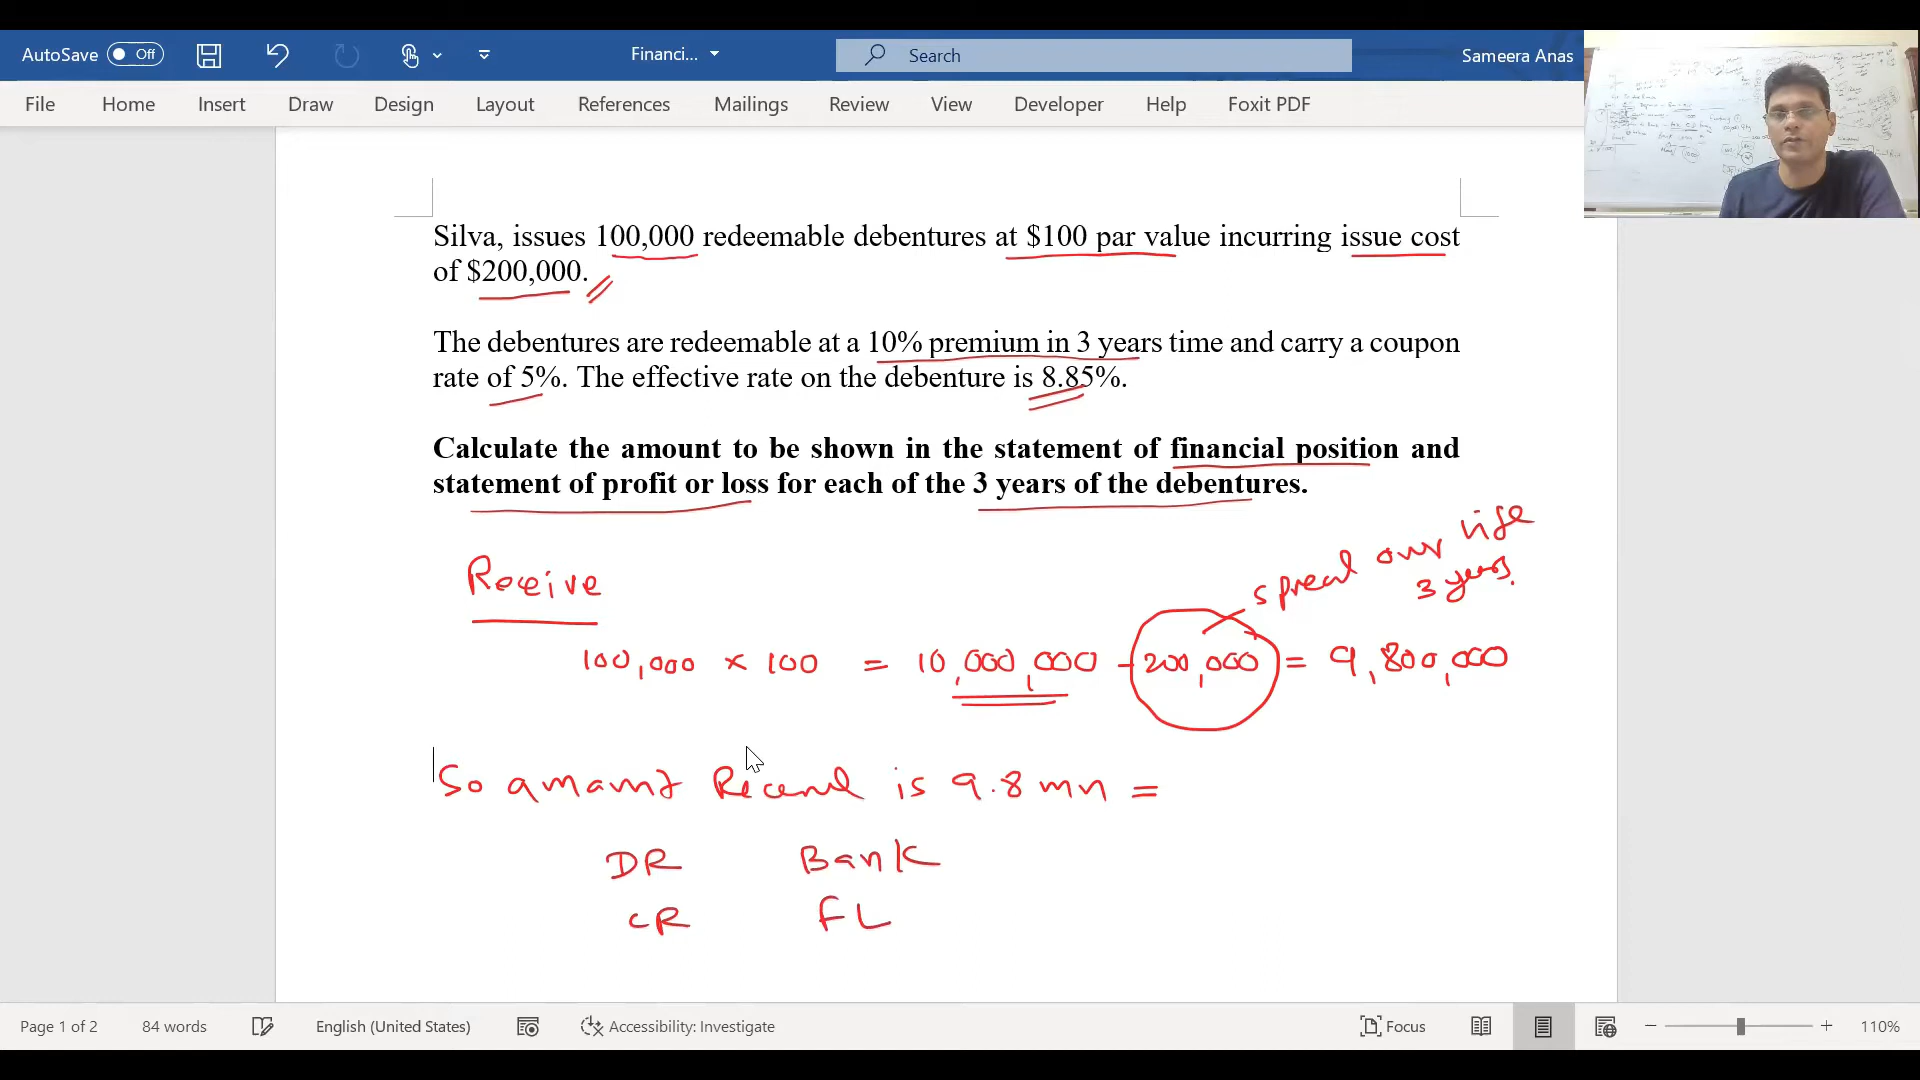 AutoSave Off Financi... Search Sameera Anas
File Home Insert Draw Design Layout References Mailings Review View Developer Help Foxit PDF
Silva, issues 100,000 redeemable debentures at $100 par value incurring issue cost
of $200,000.
The debentures are redeemable at a 10% premium in 3 years time and carry a coupon
rate of 5%. The effective rate on the debenture is 8.85%.
Calculate the amount to be shown in the statement of financial position and
statement of profit or loss for each of the 3 years of the debentures.
spread our life
3 years.
Receive
100,000 × 100 = 10,000,000 - 200,000 = 9,800,000
So amount is 9.8 mn =
DR Bank
CR FL
Page 1 of 2 84 words English (United States) Accessibility: Investigate Focus 110%